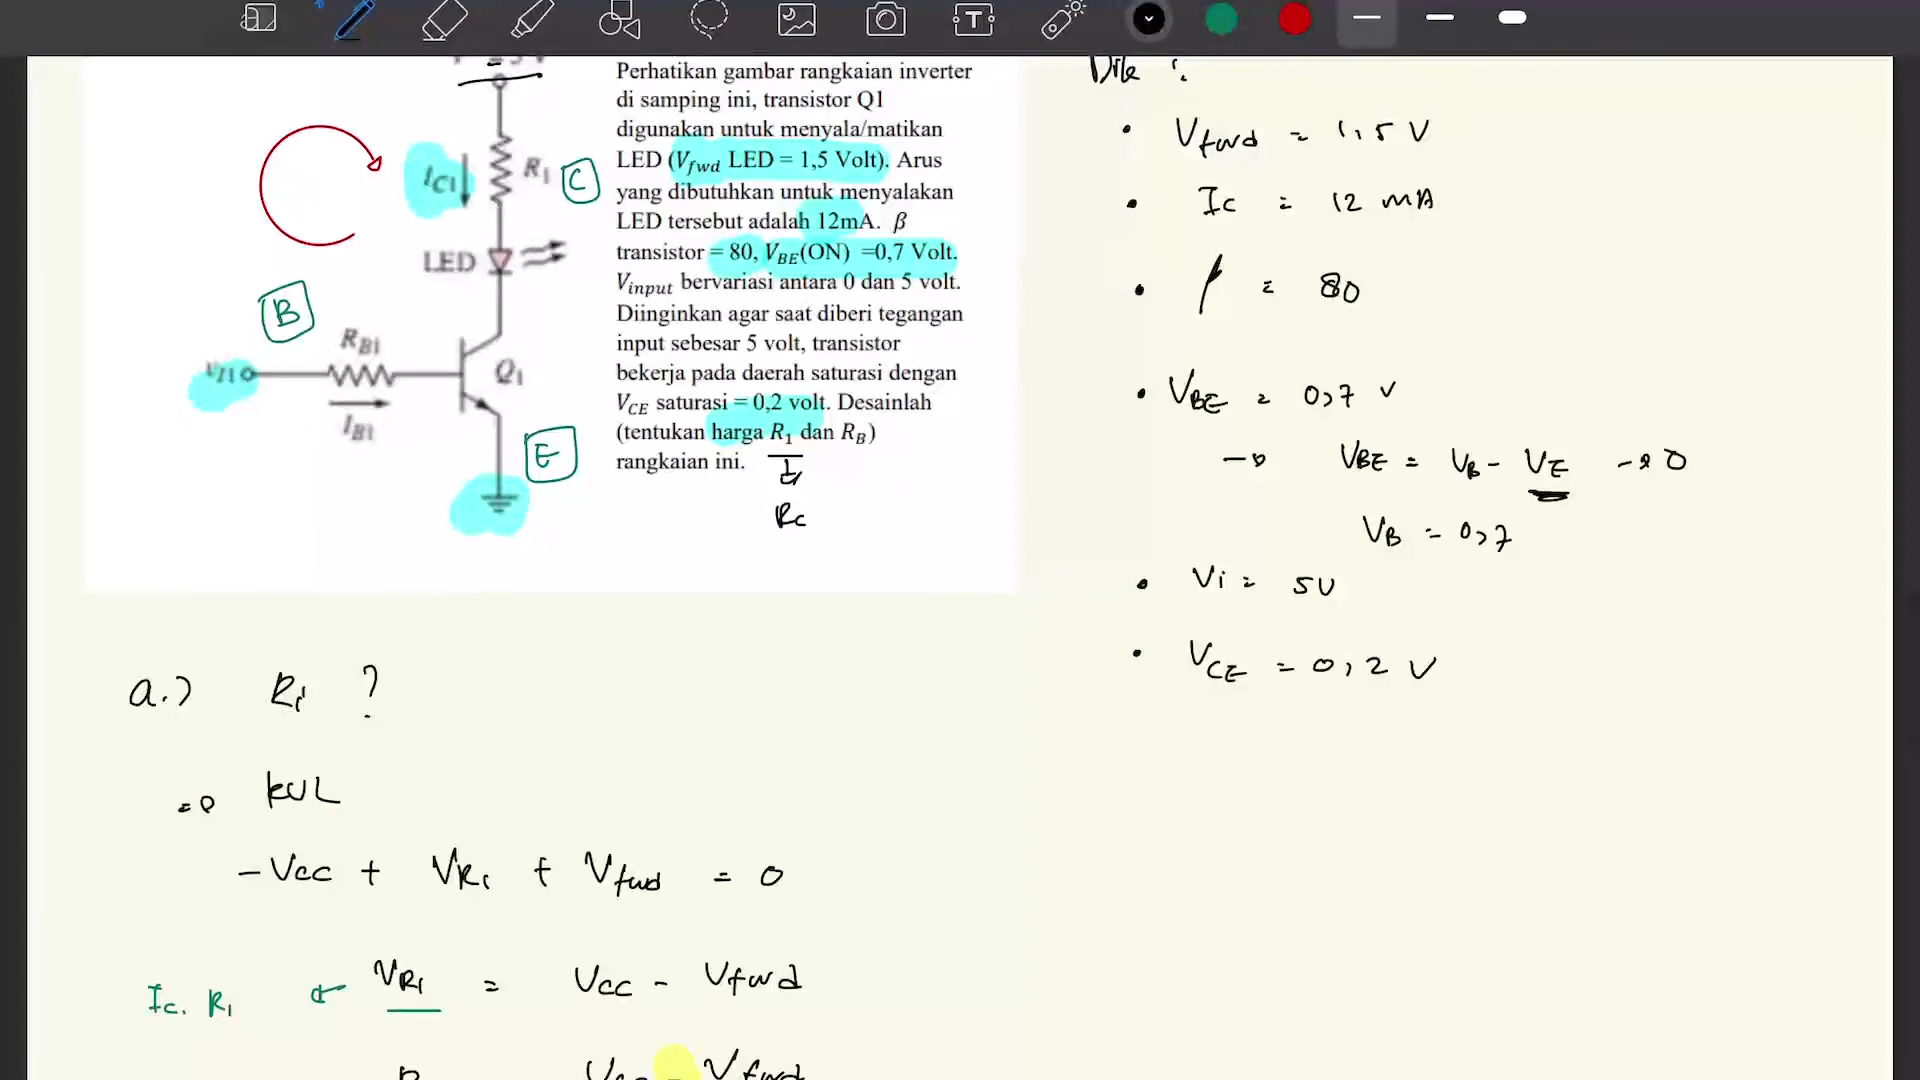 Perhatikan gambar rangkaian inverter
di samping ini, transistor Q1
digunakan untuk menyala/matikan
LED (Vfwd LED = 1,5 Volt). Arus
yang dibutuhkan untuk menyalakan
LED tersebut adalah 12mA. β
transistor = 80, VBE(ON) =0,7 Volt.
Vinput bervariasi antara 0 dan 5 volt.
Diinginkan agar saat diberi tegangan
input sebesar 5 volt, transistor
bekerja pada daerah saturasi dengan
VCE saturasi = 0,2 volt. Desainlah
(tentukan harga R1 dan RB)
rangkaian ini.
Rc
IC1
R1
C
LED
B
RB1
vI1
Q1
IB1
E
Dik :
• Vfwd = 1,5 V
• Ic = 12 mA
• β = 80
• VBE = 0,7 V
→ VBE = VB - VE → 0
VB = 0,7
• Vi = 5V
• VCE = 0,2 V
a.) R1 ?
⇒ KVL
-Vcc + VR1 + Vfwd = 0
Ic. R1 ← VR1 = Vcc - Vfwd
- Vfwd